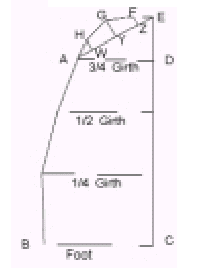 G F E
H Z
Y
A W D
3/4 Girth
1/2 Girth
1/4 Girth
B C
Foot